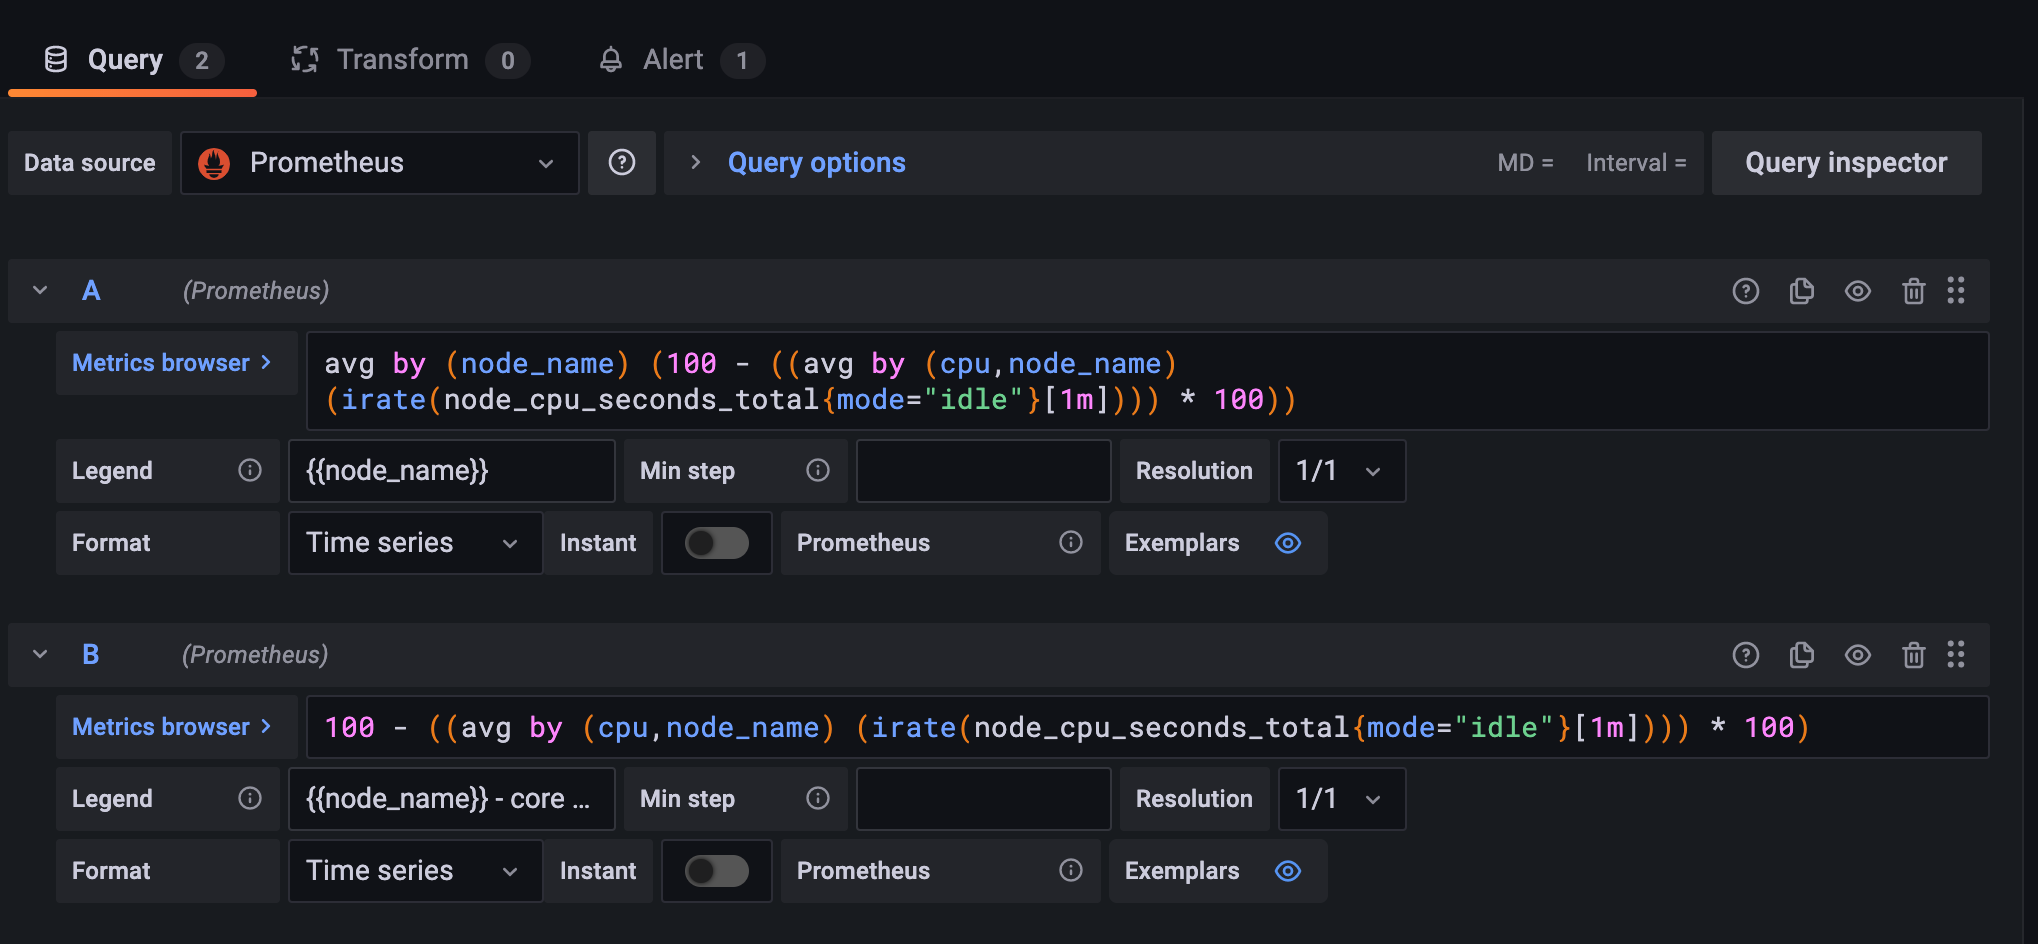 Query 2 Transform 0 Alert 1
Data source Prometheus Query options MD = Interval = Query inspector
A (Prometheus)
Metrics browser > avg by (node_name) (100 - ((avg by (cpu,node_name)
(irate(node_cpu_seconds_total{mode="idle"}[1m]))) * 100))
Legend {{node_name}} Min step Resolution 1/1
Format Time series Instant Prometheus Exemplars
B (Prometheus)
Metrics browser > 100 - ((avg by (cpu,node_name) (irate(node_cpu_seconds_total{mode="idle"}[1m]))) * 100)
Legend {{node_name}} - core ... Min step Resolution 1/1
Format Time series Instant Prometheus Exemplars